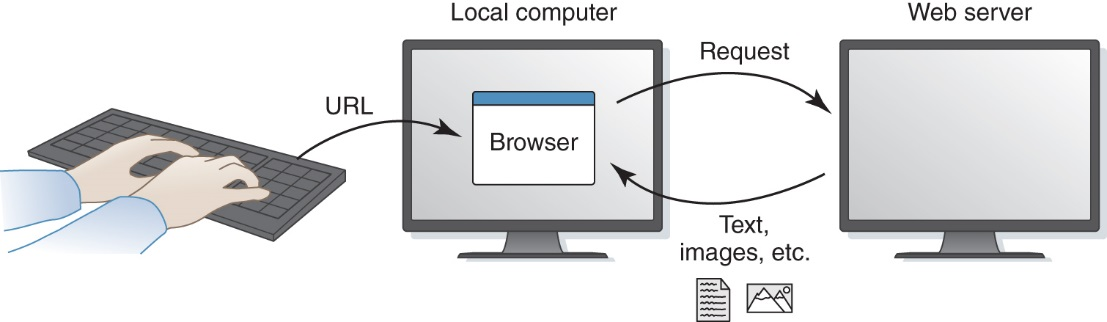 Local computer
Web server
Request
URL
Browser
Text,
images, etc.